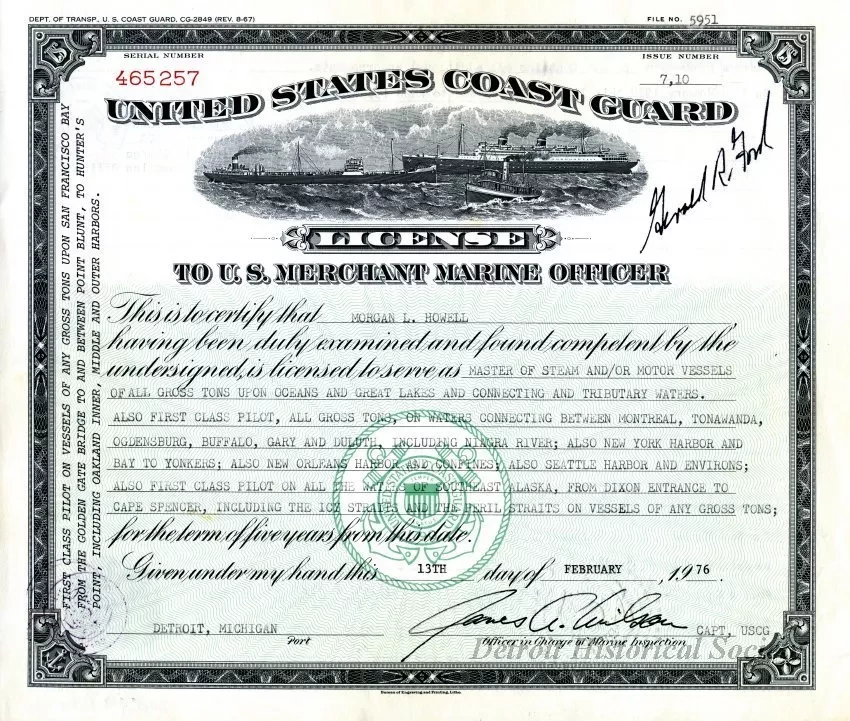 DEPT. OF TRANSP., U. S. COAST GUARD, CG-2849 (REV. 8-67)
FILE NO. 5951
SERIAL NUMBER
465257
ISSUE NUMBER
7,10
UNITED STATES COAST GUARD
Gerald R. Ford
LICENSE
TO U. S. MERCHANT MARINE OFFICER
This is to certify that MORGAN L. HOWELL
having been duly examined and found competent by the
undersigned, is licensed to serve as MASTER OF STEAM AND/OR MOTOR VESSELS
OF ALL GROSS TONS UPON OCEANS AND GREAT LAKES AND CONNECTING AND TRIBUTARY WATERS.
ALSO FIRST CLASS PILOT, ALL GROSS TONS, ON WATERS CONNECTING BETWEEN MONTREAL, TONAWANDA,
OGDENSBURG, BUFFALO, GARY AND DULUTH, INCLUDING NIAGRA RIVER; ALSO NEW YORK HARBOR AND
BAY TO YONKERS; ALSO NEW ORLEANS HARBOR AND CONFINES; ALSO SEATTLE HARBOR AND ENVIRONS;
ALSO FIRST CLASS PILOT ON ALL THE WATERS OF SOUTHEAST ALASKA, FROM DIXON ENTRANCE TO
CAPE SPENCER, INCLUDING THE ICY STRAITS AND THE PERIL STRAITS ON VESSELS OF ANY GROSS TONS;
for the term of five years from this date.
Given under my hand this 13TH day of FEBRUARY , 1976.
DETROIT, MICHIGAN
Port
James A. Wilson CAPT, USCG
Officer in Charge of Marine Inspection
Detroit Historical Society
Bureau of Engraving and Printing, Litho.
FIRST CLASS PILOT ON VESSELS OF ANY GROSS TONS UPON SAN FRANCISCO BAY
FROM THE GOLDEN GATE BRIDGE TO AND BETWEEN POINT BLUNT, TO HUNTER'S
POINT, INCLUDING OAKLAND INNER, MIDDLE AND OUTER HARBORS.